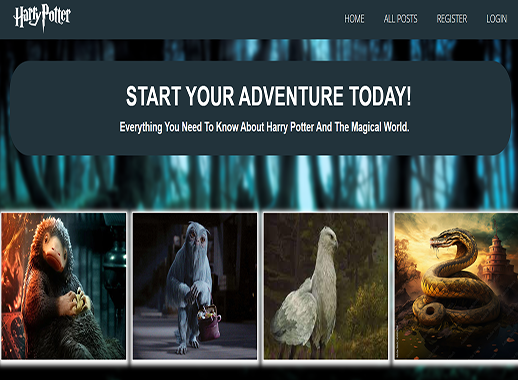 Harry Potter
HOME ALL POSTS REGISTER LOGIN
START YOUR ADVENTURE TODAY!
Everything You Need To Know About Harry Potter And The Magical World.